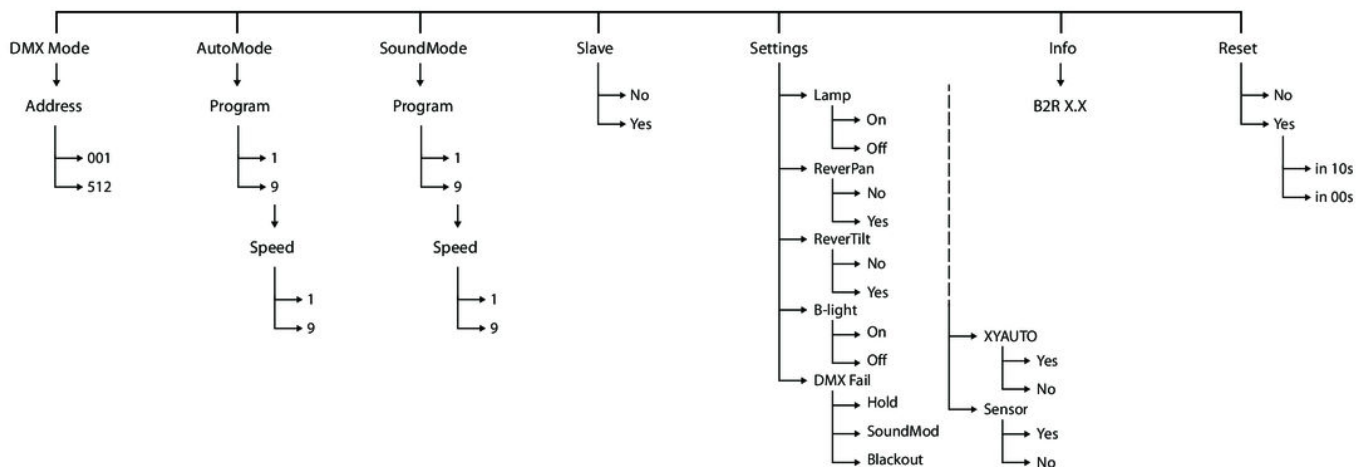 DMX Mode
AutoMode
SoundMode
Slave
Settings
Info
Reset
Address
001
512
Program
1
9
Speed
1
9
Program
1
9
Speed
1
9
No
Yes
Lamp
On
Off
ReverPan
No
Yes
ReverTilt
No
Yes
B-light
On
Off
DMX Fail
Hold
SoundMod
Blackout
XYAUTO
Yes
No
Sensor
Yes
No
B2R X.X
No
Yes
in 10s
in 00s